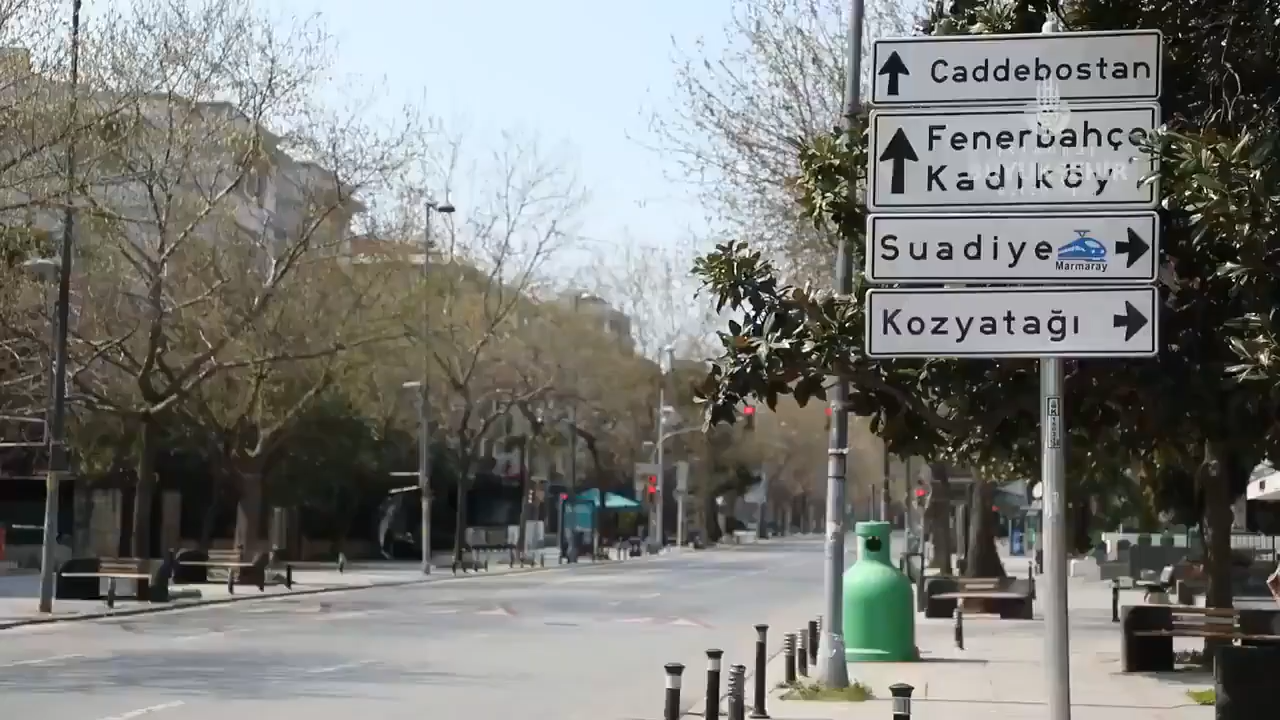 Caddebostan
Fenerbahçe
Kadıköy
Suadiye
Marmaray
Kozyatağı